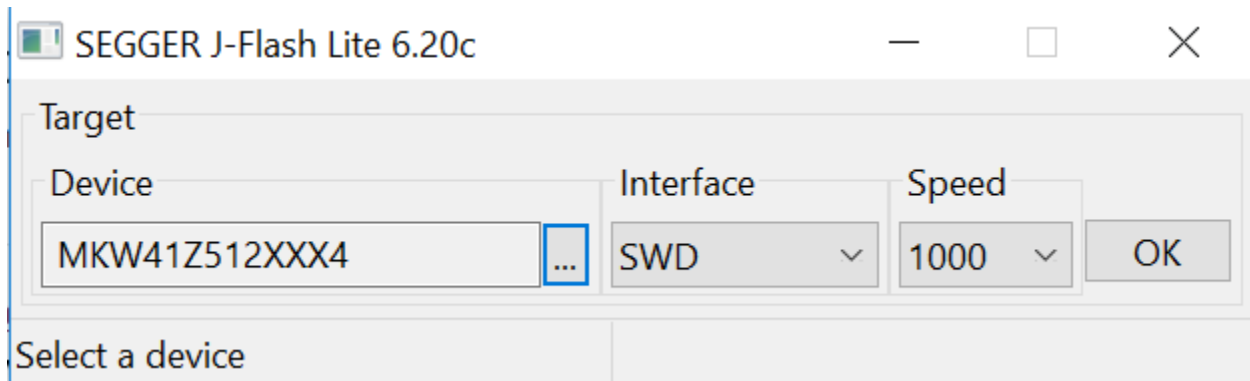 SEGGER J-Flash Lite 6.20c
Target
Device
Interface
Speed
MKW41Z512XXX4
...
SWD
1000
OK
Select a device